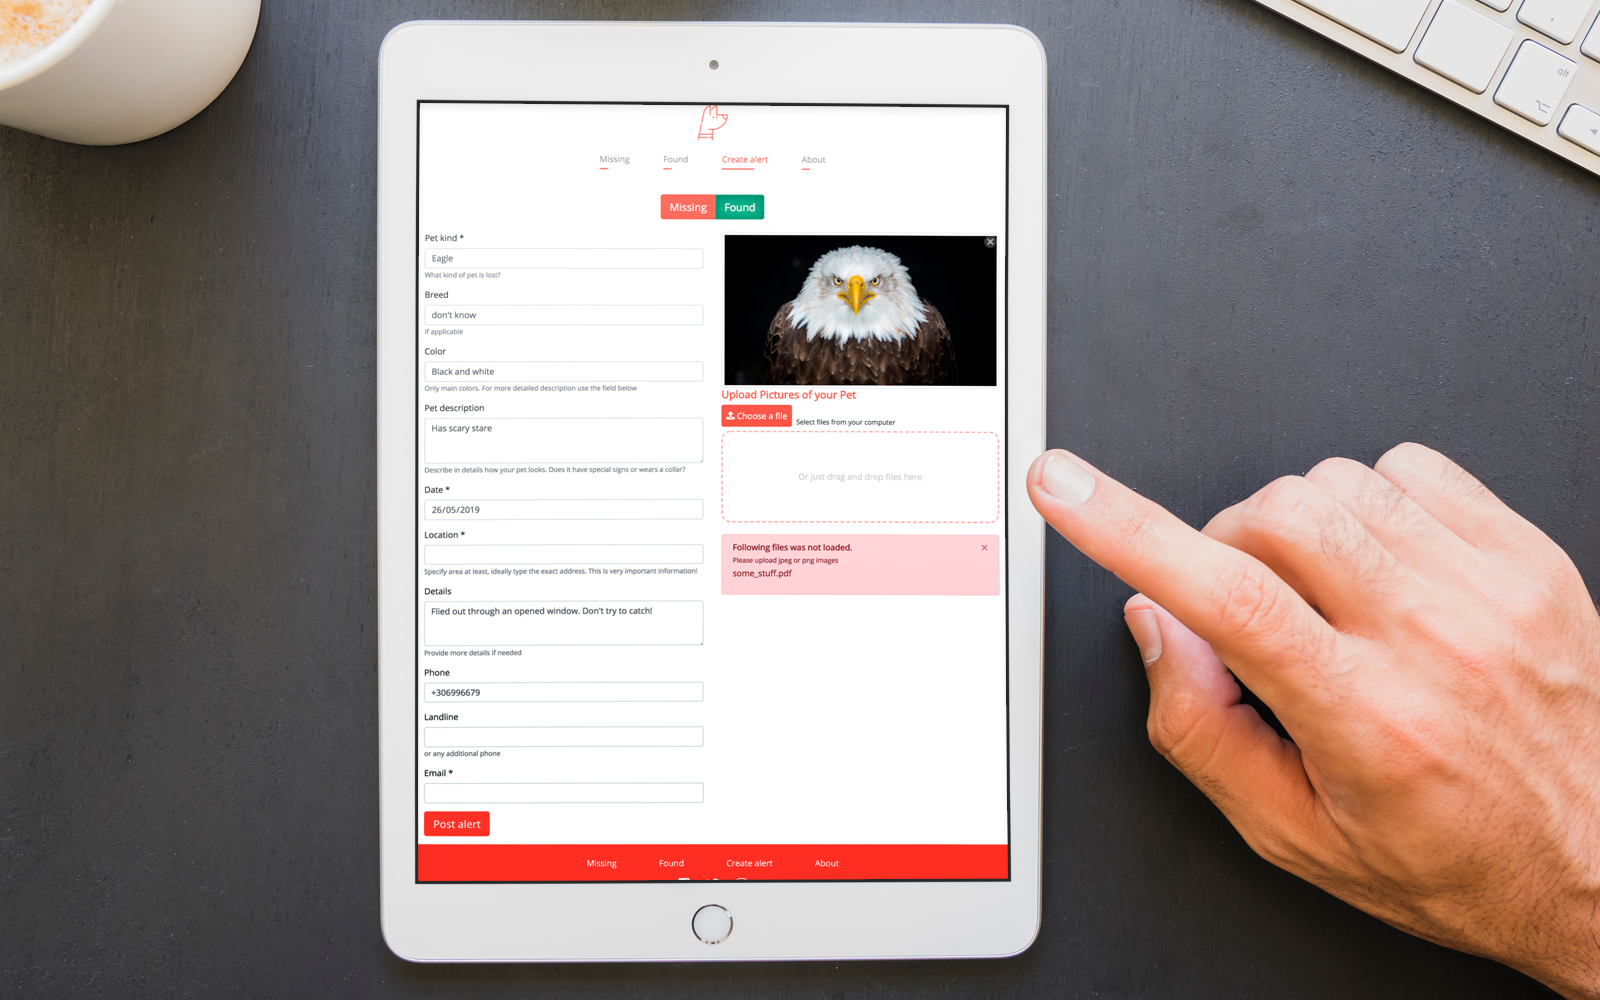 alt
Missing
Found
Create alert
About
Missing
Found
Pet kind *
Eagle
What kind of pet is lost?
Breed
don't know
If applicable
Color
Black and white
Only main colors. For more detailed description use the field below
Pet description
Has scary stare
Describe in details how your pet looks. Does it have special signs or wears a collar?
Date *
26/05/2019
Location *
Specify area at least, ideally type the exact address. This is very important information!
Details
Flied out through an opened window. Don't try to catch!
Provide more details if needed
Phone
+306996679
Landline
or any additional phone
Email *
Post alert
Upload Pictures of your Pet
Choose a file
Select files from your computer
Or just drag and drop files here
Following files was not loaded.
Please upload jpeg or png images
some_stuff.pdf
Missing
Found
Create alert
About